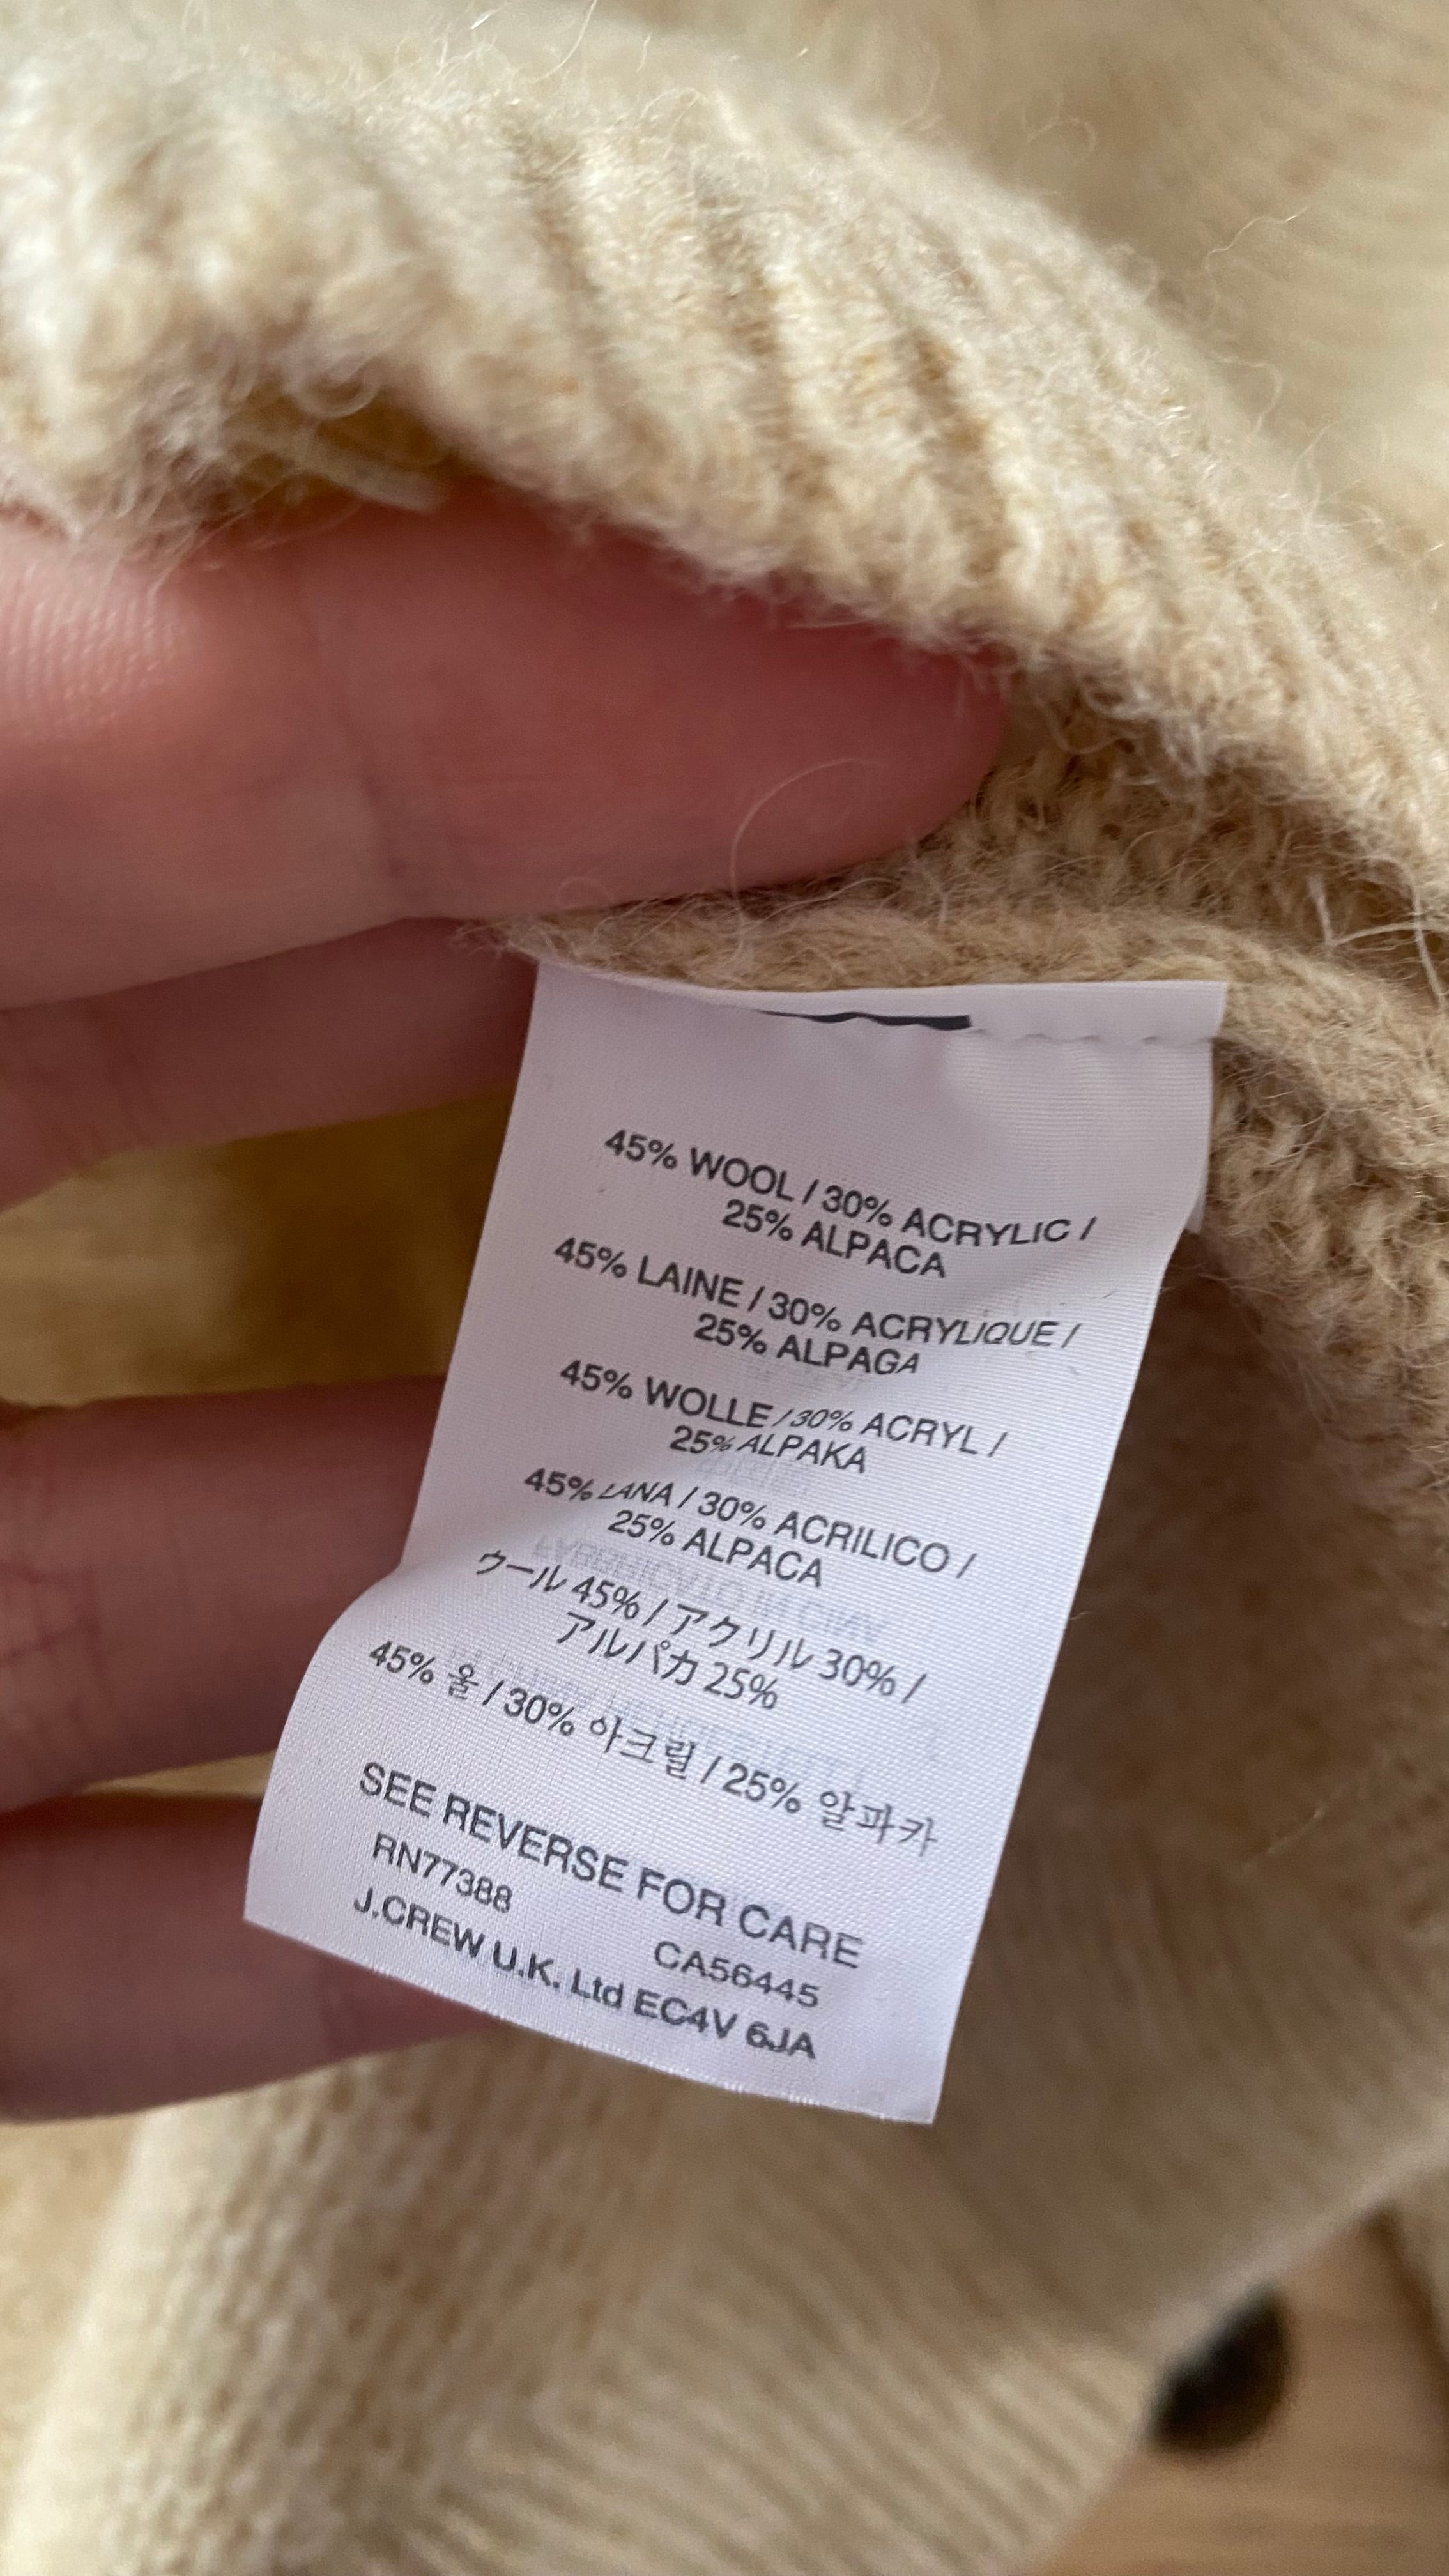 45% WOOL / 30% ACRYLIC /
25% ALPACA
45% LAINE / 30% ACRYLIQUE /
25% ALPAGA
45% WOLLE / 30% ACRYL /
25% ALPAKA
45% LANA / 30% ACRILICO /
25% ALPACA
ウール 45% / アクリル 30% /
アルパカ 25%
45% 울 / 30% 아크릴 / 25% 알파카
SEE REVERSE FOR CARE
RN77388 CA56445
J.CREW U.K. Ltd EC4V 6JA